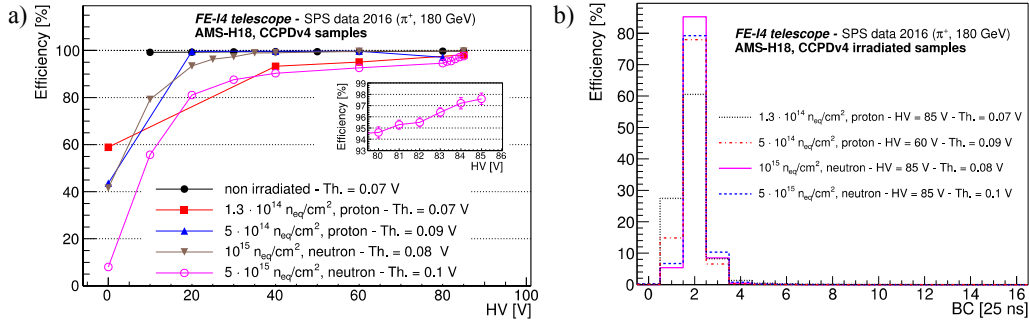 a)
FE-I4 telescope - SPS data 2016 (π⁺, 180 GeV)
AMS-H18, CCPDv4 samples
Efficiency [%]
120
100
80
60
40
20
0
0 20 40 60 80 100
HV [V]
Efficiency [%]
99
98
97
96
95
94
93
80 81 82 83 84 85 86
HV [V]
non irradiated - Th. = 0.07 V
1.3 · 10¹⁴ n_eq/cm², proton - Th. = 0.07 V
5 · 10¹⁴ n_eq/cm², proton - Th. = 0.09 V
10¹⁵ n_eq/cm², neutron - Th. = 0.08 V
5 · 10¹⁵ n_eq/cm², neutron - Th. = 0.1 V
b)
FE-I4 telescope - SPS data 2016 (π⁺, 180 GeV)
AMS-H18, CCPDv4 irradiated samples
Efficiency [%]
80
70
60
50
40
30
20
10
0
1.3 · 10¹⁴ n_eq/cm², proton - HV = 85 V - Th. = 0.07
5 · 10¹⁴ n_eq/cm², proton - HV = 60 V - Th. = 0.09
10¹⁵ n_eq/cm², neutron - HV = 85 V - Th. = 0.08
5 · 10¹⁵ n_eq/cm², neutron - HV = 85 V - Th. = 0.1
0 2 4 6 8 10 12 14 16
BC [25 ns]